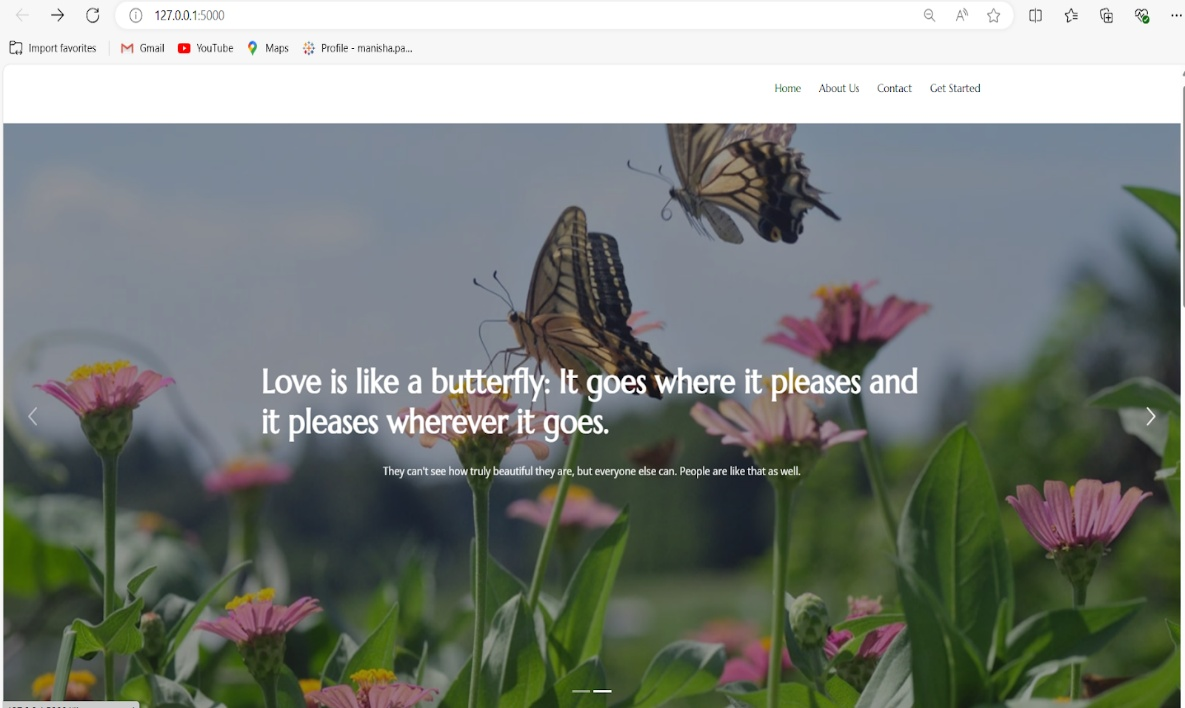 127.0.0.1:5000
Import favorites Gmail YouTube Maps Profile - manisha.pa...
Home About Us Contact Get Started
Love is like a butterfly: It goes where it pleases and
it pleases wherever it goes.
They can't see how truly beautiful they are, but everyone else can. People are like that as well.